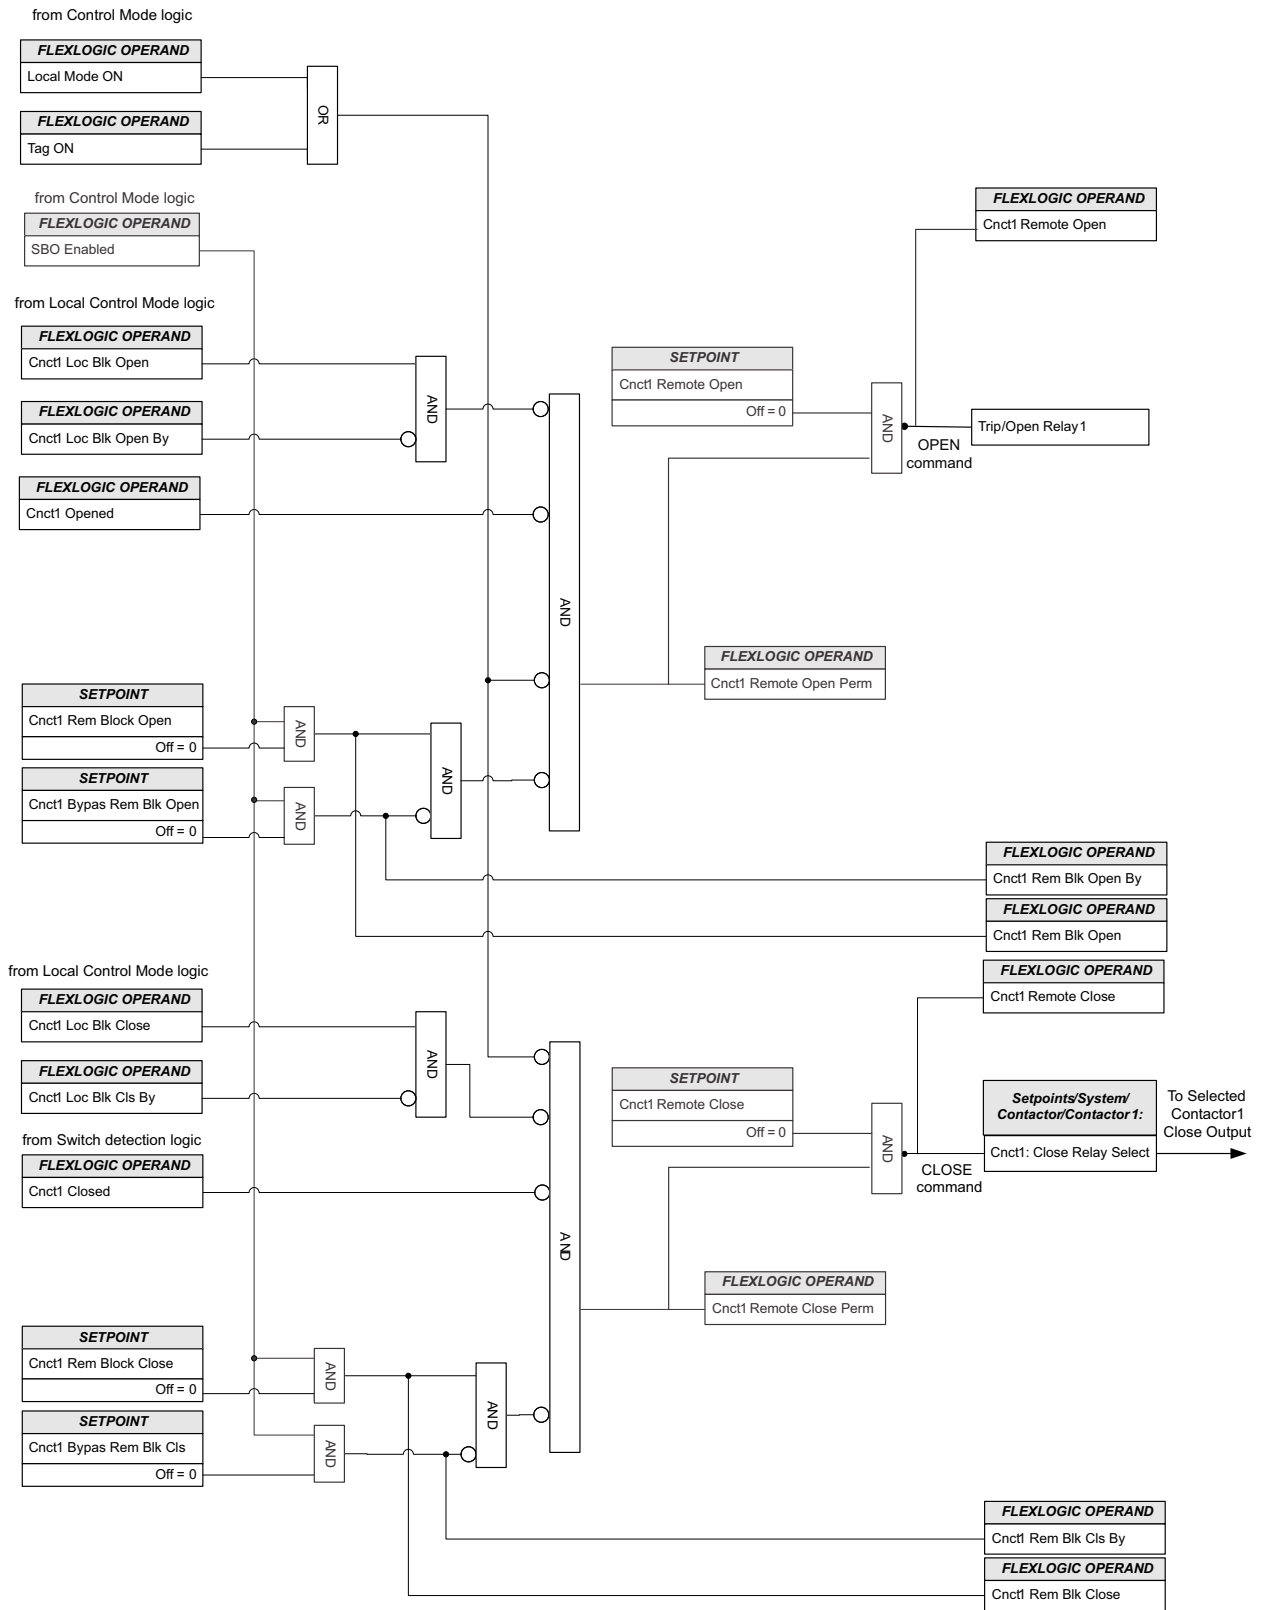 from Control Mode logic
FLEXLOGIC OPERAND
Local Mode ON
OR
FLEXLOGIC OPERAND
Tag ON
from Control Mode logic
FLEXLOGIC OPERAND
SBO Enabled
FLEXLOGIC OPERAND
Cnct1 Remote Open
from Local Control Mode logic
FLEXLOGIC OPERAND
Cnct1 Loc Blk Open
AND
FLEXLOGIC OPERAND
Cnct1 Loc Blk Open By
SETPOINT
Cnct1 Remote Open
Off = 0
AND
OPEN
command
Trip/Open Relay1
FLEXLOGIC OPERAND
Cnct1 Opened
AND
FLEXLOGIC OPERAND
Cnct1 Remote Open Perm
SETPOINT
Cnct1 Rem Block Open
Off = 0
AND
AND
SETPOINT
Cnct1 Bypas Rem Blk Open
Off = 0
AND
FLEXLOGIC OPERAND
Cnct1 Rem Blk Open By
FLEXLOGIC OPERAND
Cnct1 Rem Blk Open
from Local Control Mode logic
FLEXLOGIC OPERAND
Cnct1 Loc Blk Close
AND
FLEXLOGIC OPERAND
Cnct1 Loc Blk Cls By
FLEXLOGIC OPERAND
Cnct1 Remote Close
SETPOINT
Cnct1 Remote Close
Off = 0
AND
CLOSE
command
Setpoints/System/
Contactor/Contactor1:
Cnct1: Close Relay Select
To Selected
Contactor1
Close Output
from Switch detection logic
FLEXLOGIC OPERAND
Cnct1 Closed
AND
FLEXLOGIC OPERAND
Cnct1 Remote Close Perm
SETPOINT
Cnct1 Rem Block Close
Off = 0
AND
AND
SETPOINT
Cnct1 Bypas Rem Blk Cls
Off = 0
AND
FLEXLOGIC OPERAND
Cnct1 Rem Blk Cls By
FLEXLOGIC OPERAND
Cnct1 Rem Blk Close